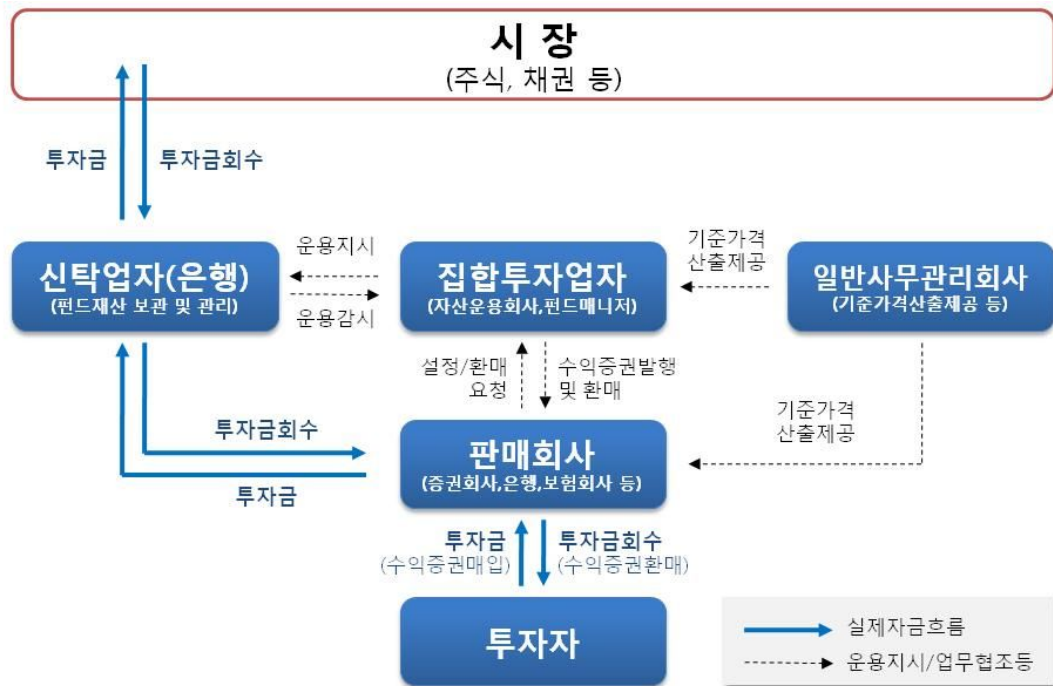 시 장
(주식, 채권 등)
투자금
투자금회수
신탁업자(은행)
(펀드재산 보관 및 관리)
운용지시
운용감시
집합투자업자
(자산운용회사,펀드매니저)
기준가격
산출제공
일반사무관리회사
(기준가격산출제공 등)
설정/환매
요청
수익증권발행
및 환매
기준가격
산출제공
투자금회수
투자금
판매회사
(증권회사,은행,보험회사 등)
투자금
(수익증권매입)
투자금회수
(수익증권환매)
투자자
실제자금흐름
운용지시/업무협조등